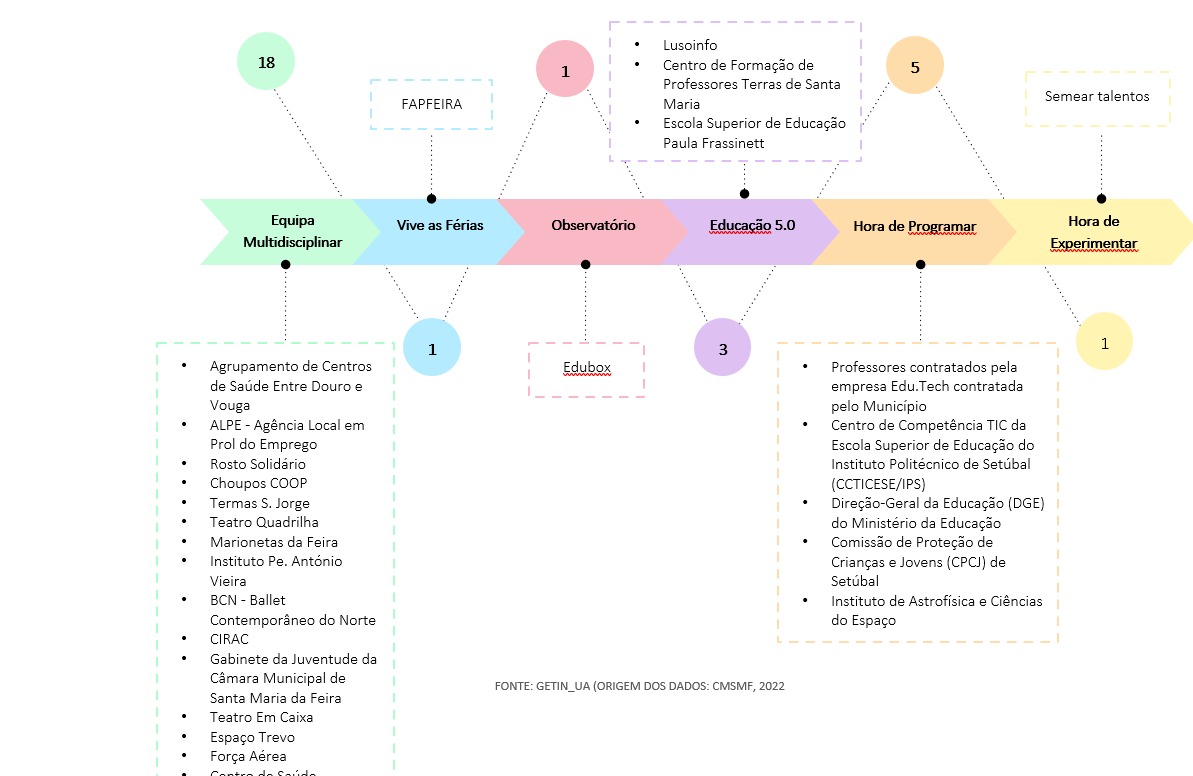 18
FAPFEIRA
1
• Lusoinfo
• Centro de Formação de
Professores Terras de Santa
Maria
• Escola Superior de Educação
Paula Frassinett
5
Semear talentos
Equipa
Multidisciplinar
Vive as Férias
Observatório
Educação 5.0
Hora de Programar
Hora de
Experimentar
• Agrupamento de Centros
de Saúde Entre Douro e
Vouga
• ALPE - Agência Local em
Prol do Emprego
• Rosto Solidário
• Choupos COOP
• Termas S. Jorge
• Teatro Quadrilha
• Marionetas da Feira
• Instituto Pe. António
Vieira
• BCN - Ballet
Contemporâneo do Norte
• CIRAC
• Gabinete da Juventude da
Câmara Municipal de
Santa Maria da Feira
• Teatro Em Caixa
• Espaço Trevo
• Força Aérea
• Centro de Saúde
1
Edubox
3
• Professores contratados pela
empresa Edu.Tech contratada
pelo Município
• Centro de Competência TIC da
Escola Superior de Educação do
Instituto Politécnico de Setúbal
(CCTICESE/IPS)
• Direção-Geral da Educação (DGE)
do Ministério da Educação
• Comissão de Proteção de
Crianças e Jovens (CPCJ) de
Setúbal
• Instituto de Astrofísica e Ciências
do Espaço
1
FONTE: GETIN_UA (ORIGEM DOS DADOS: CMSMF, 2022